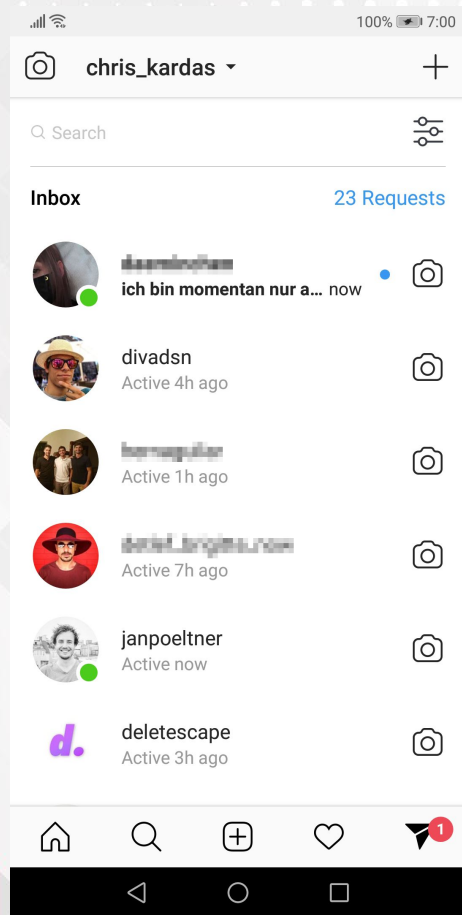 100% 7:00
chris_kardas
Search
Inbox 23 Requests
ich bin momentan nur a... now
divadsn
Active 4h ago
Active 1h ago
Active 7h ago
janpoeltner
Active now
d. deletescape
Active 3h ago
1